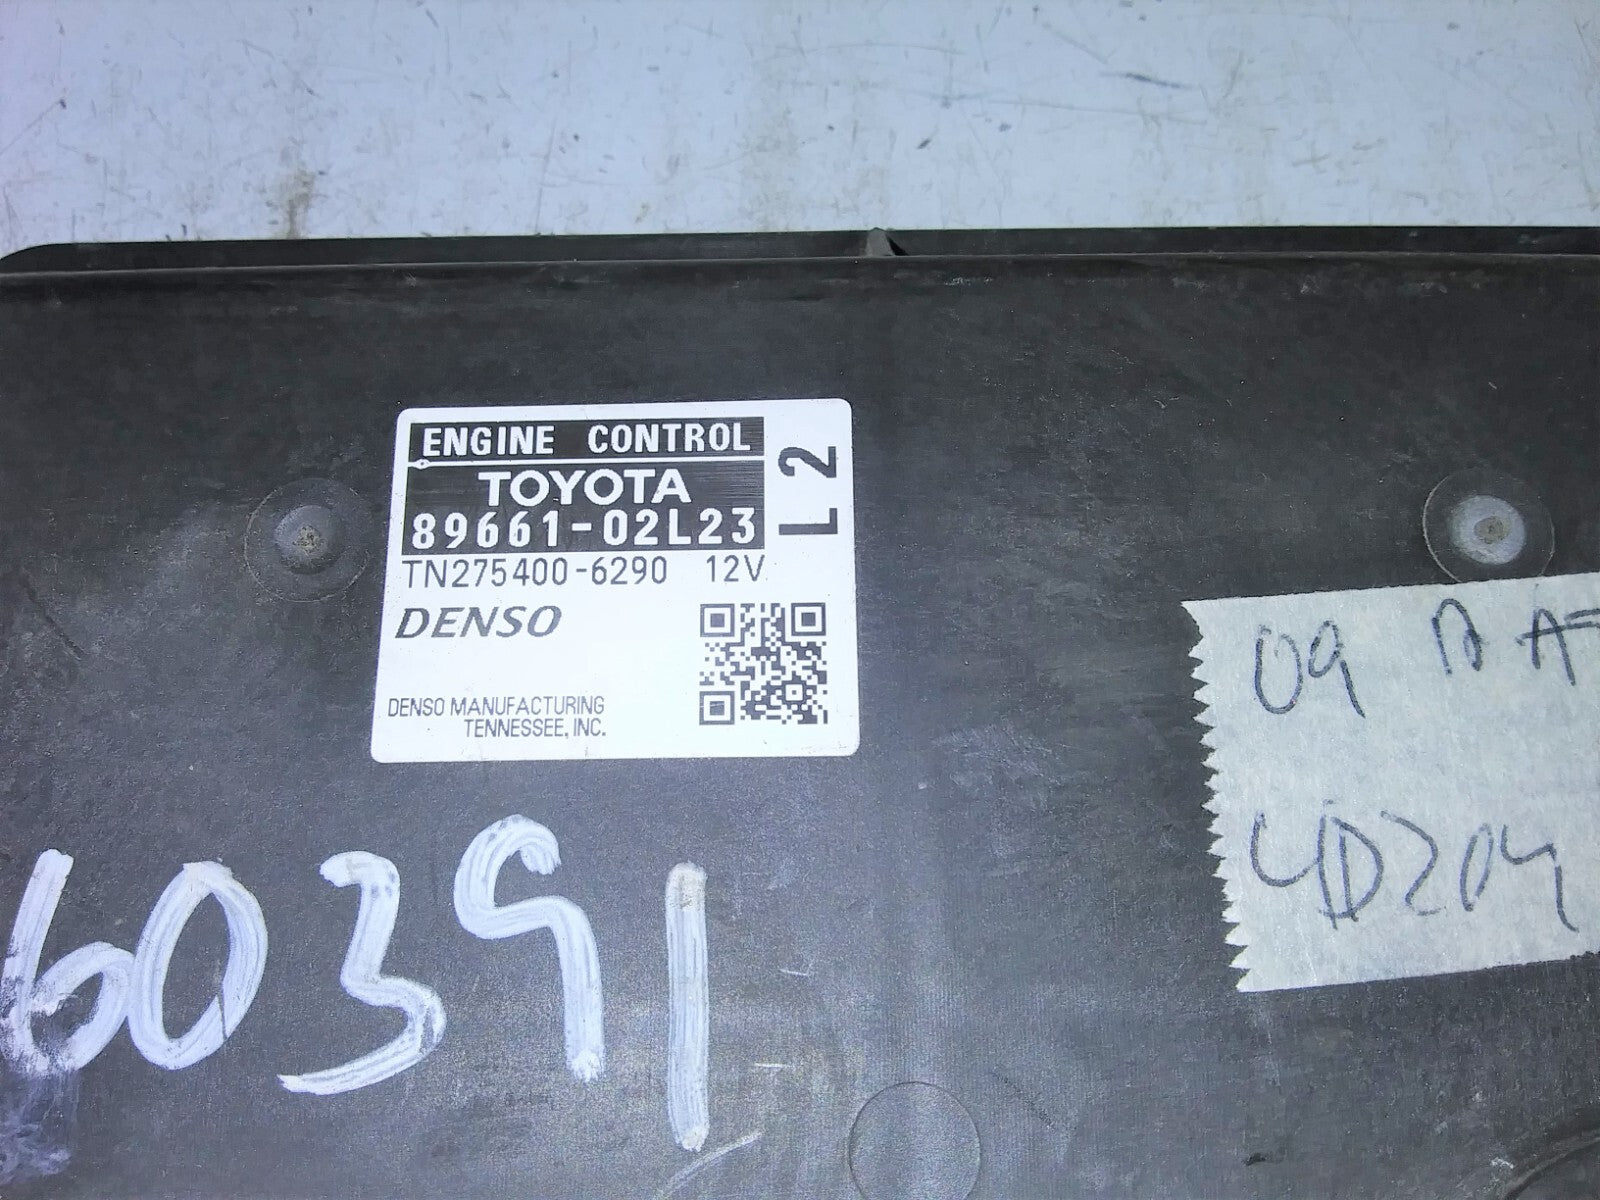 ENGINE CONTROL
TOYOTA
89661-02L23
L2
TN275400-6290 12V
DENSO
DENSO MANUFACTURING
TENNESSEE, INC.
09
4D204
60391